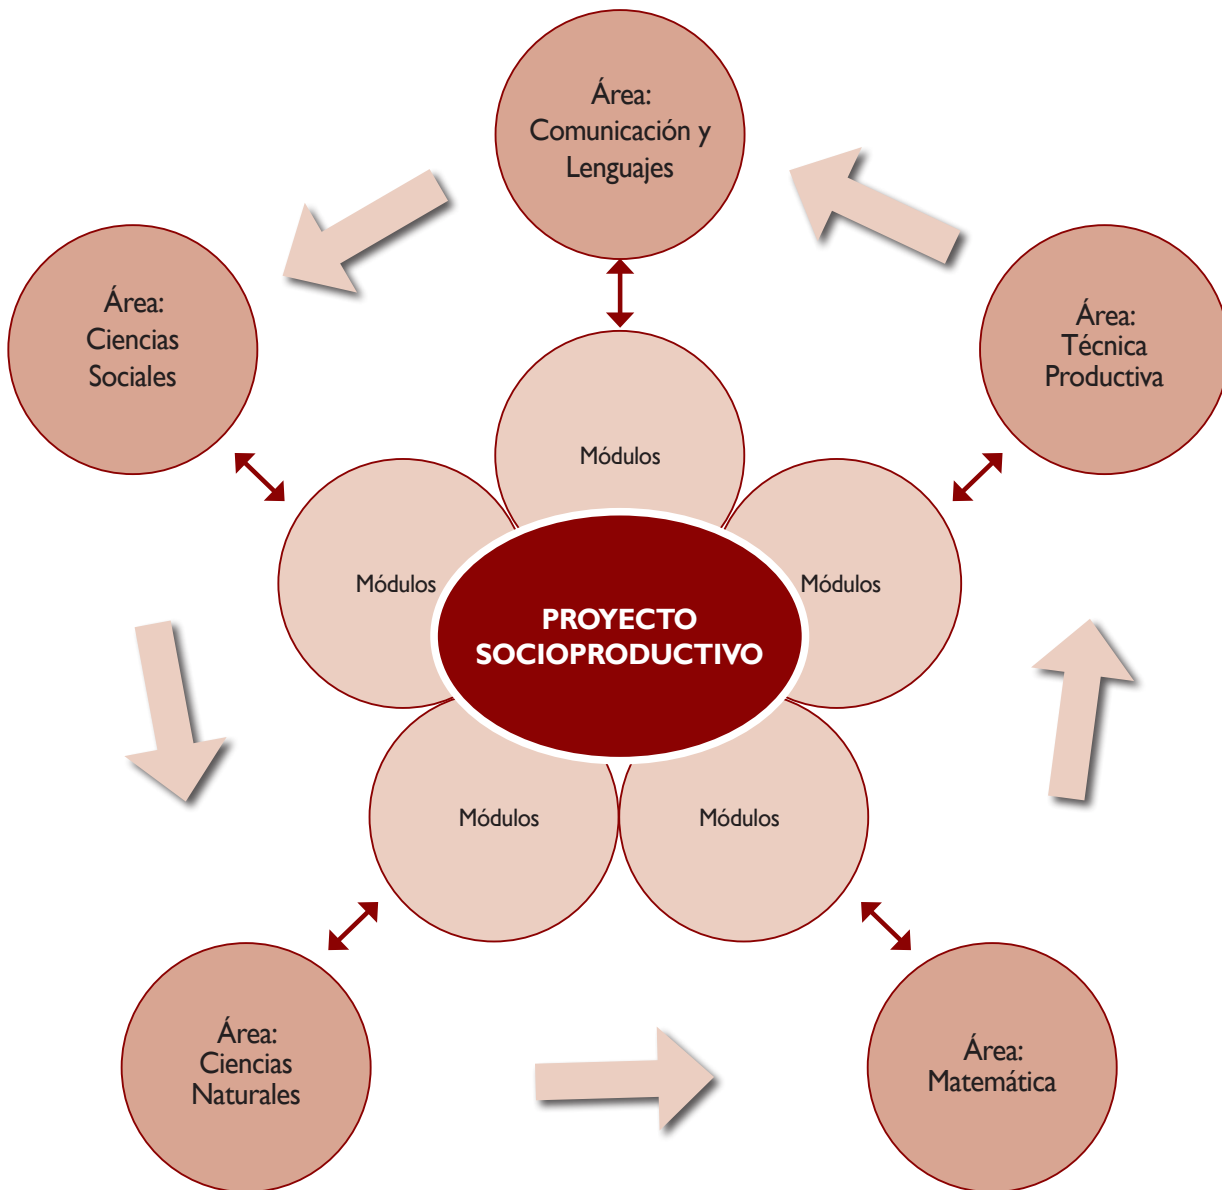 Área:
Comunicación y
Lenguajes
Área:
Ciencias
Sociales
Área:
Técnica
Productiva
Módulos
Módulos
Módulos
PROYECTO
SOCIOPRODUCTIVO
Módulos
Módulos
Área:
Ciencias
Naturales
Área:
Matemática